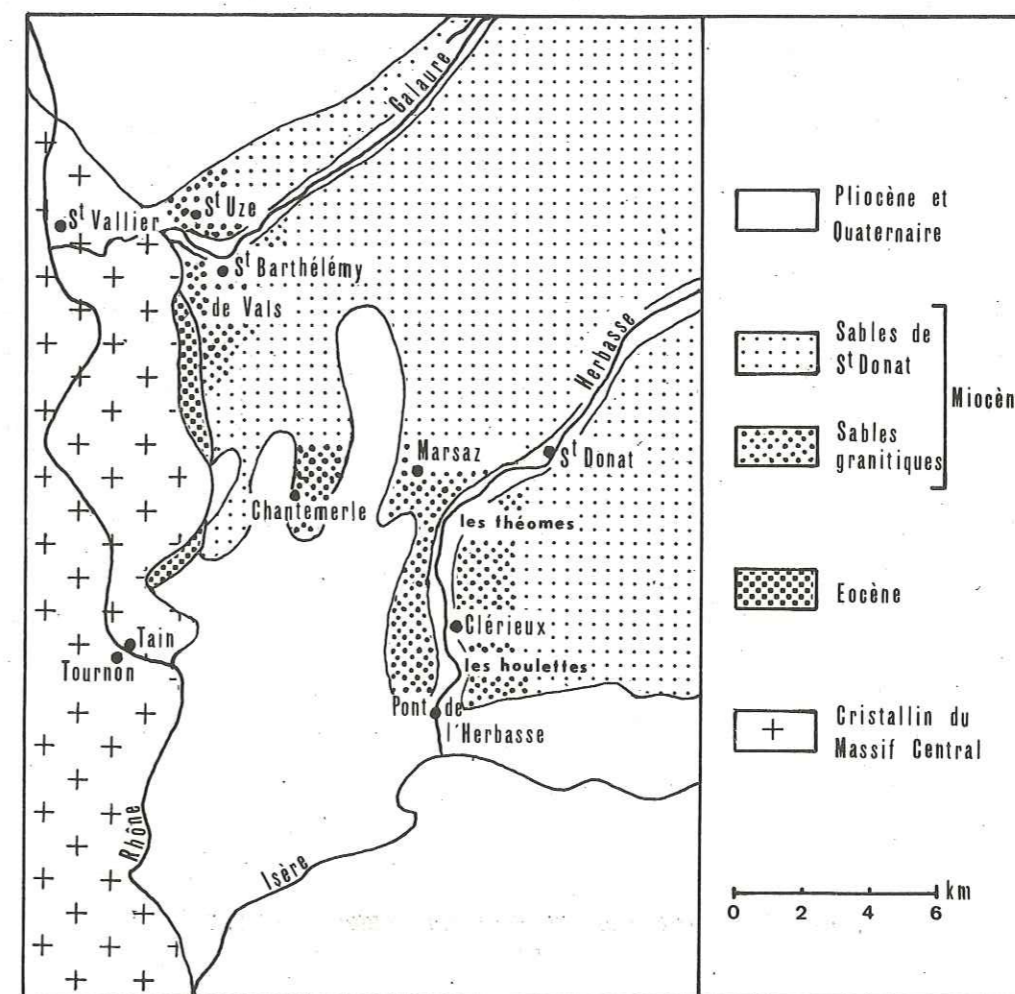 Galaure
St Vallier
St Uze
St Barthélémy
de Vals
Herbasse
Marsaz
St Donat
Chantemerle
les théomes
Clérieux
les houlettes
Tain
Tournon
Pont de
l'Herbasse
Rhône
Isère
Pliocène et
Quaternaire
Sables de
St Donat
Miocèn
Sables
granitiques
Eocène
Cristallin du
Massif Central
km
0 2 4 6